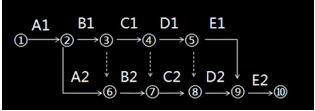 A1 B1 C1 D1 E1
① ② ③ ④ ⑤
A2 B2 C2 D2 E2
⑥ ⑦ ⑧ ⑨ ⑩